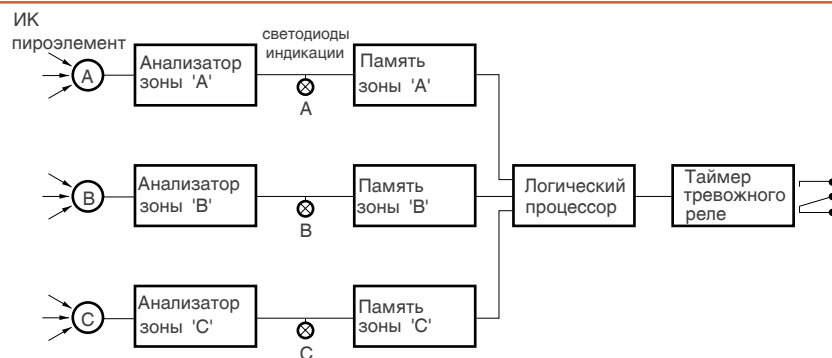 ИК
пироэлемент
светодиоды
индикации
A
Анализатор
зоны 'А'
A
Память
зоны 'А'
B
Анализатор
зоны 'В'
B
Память
зоны 'В'
Логический
процессор
Таймер
тревожного
реле
C
Анализатор
зоны 'С'
C
Память
зоны 'С'